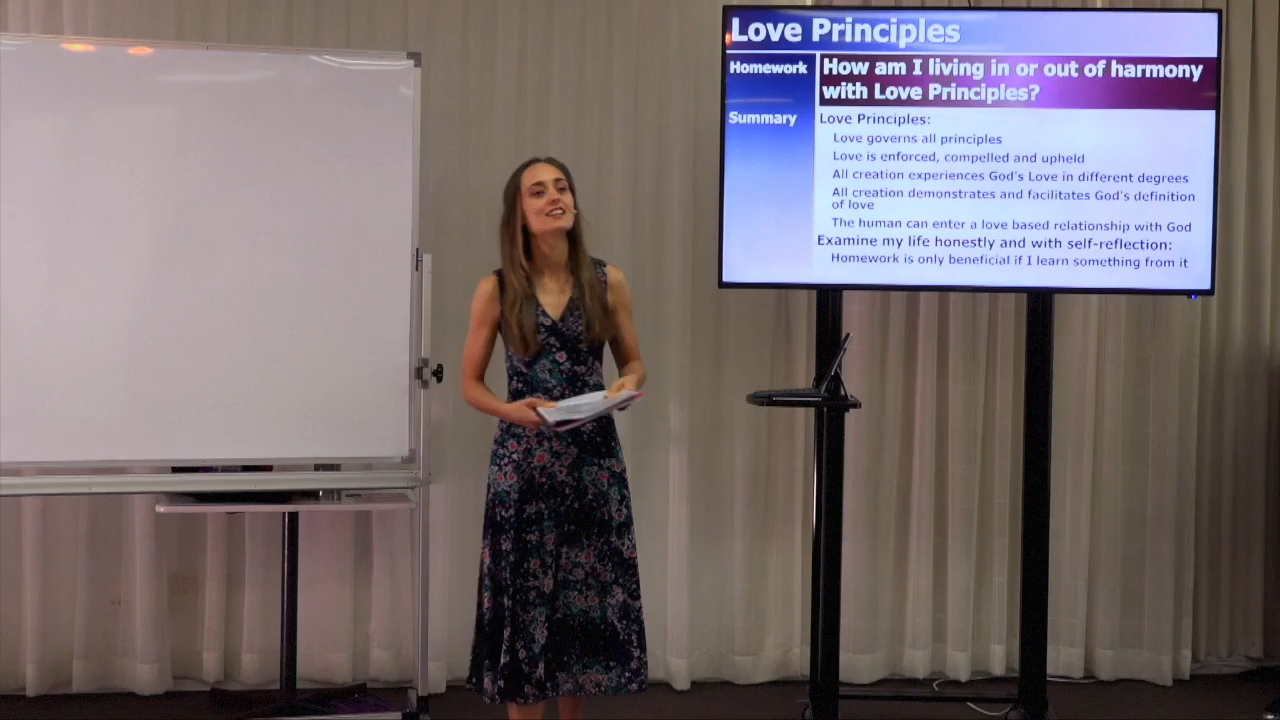 Love Principles
Homework
How am I living in or out of harmony
with Love Principles?
Summary
Love Principles:
Love governs all principles
Love is enforced, compelled and upheld
All creation experiences God's Love in different degrees
All creation demonstrates and facilitates God's definition
of love
The human can enter a love based relationship with God
Examine my life honestly and with self-reflection:
Homework is only beneficial if I learn something from it